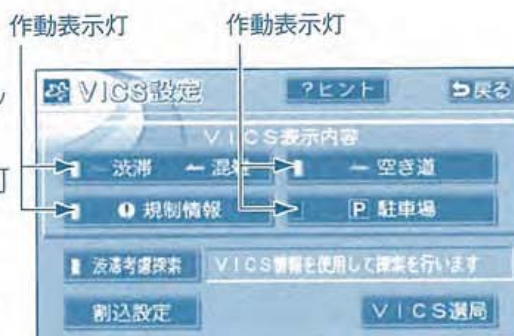 作動表示灯 作動表示灯
VICS設定 ?ヒント 戻る
VICS表示内容
渋滞 混雑 空き道
規制情報 P 駐車場
渋滞考慮探索 VICS情報を使用して探索を行います
割込設定 VICS選局